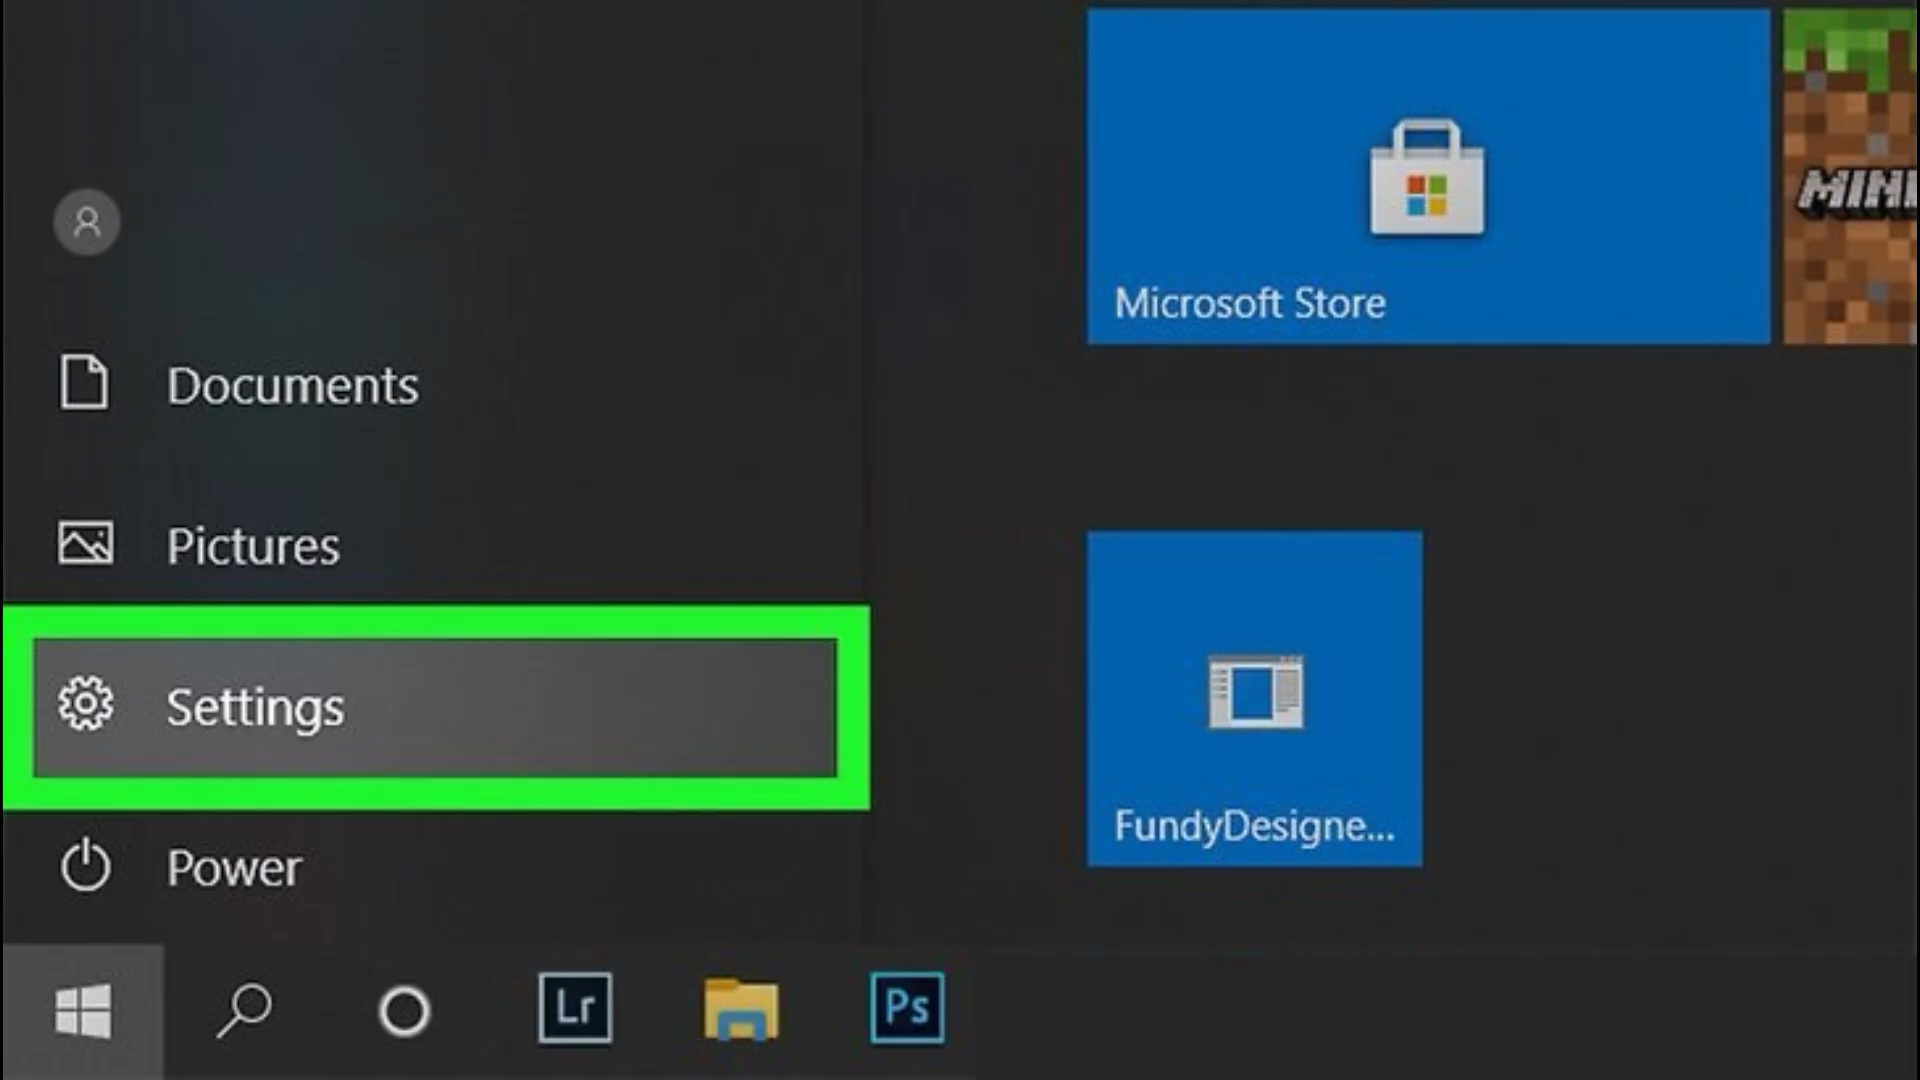 Microsoft Store
Documents
Pictures
Settings
FundyDesigne...
Power
Lr
Ps